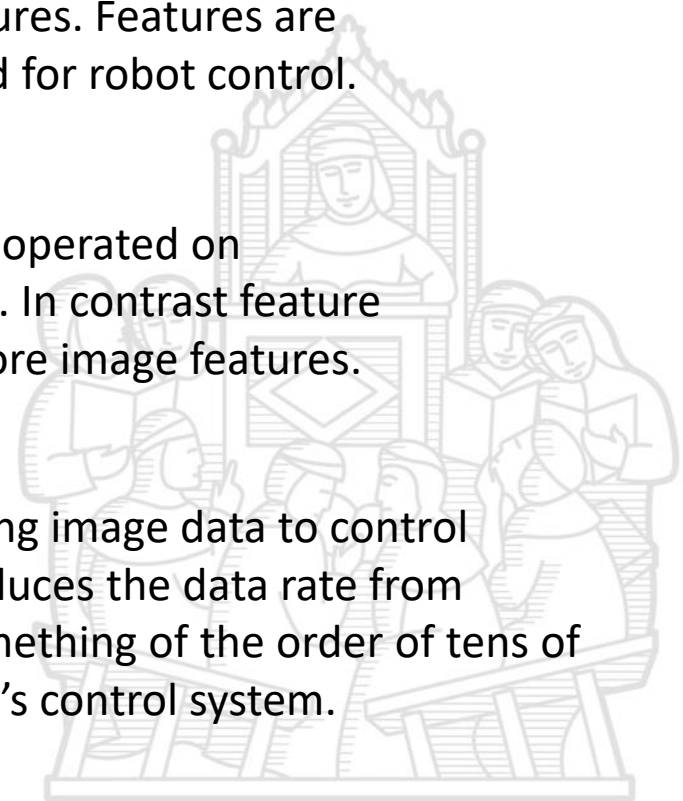 ures. Features are
d for robot control.
operated on
. In contrast feature
ore image features.
ng image data to control
duces the data rate from
mething of the order of tens of
's control system.